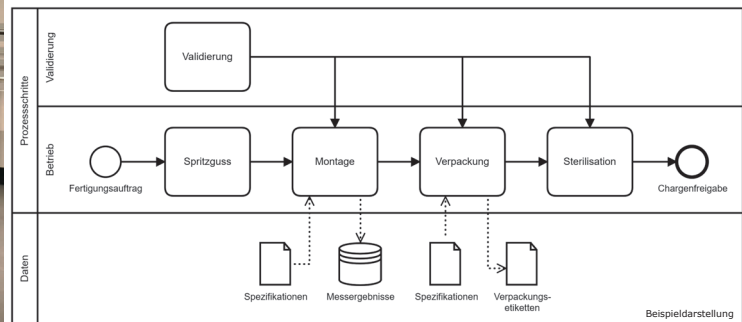 Prozessschritte
Validierung
Validierung
Betrieb
Fertigungsauftrag
Spritzguss
Montage
Verpackung
Sterilisation
Chargenfreigabe
Daten
Spezifikationen
Messergebnisse
Spezifikationen
Verpackungs-
etiketten
Beispieldarstellung